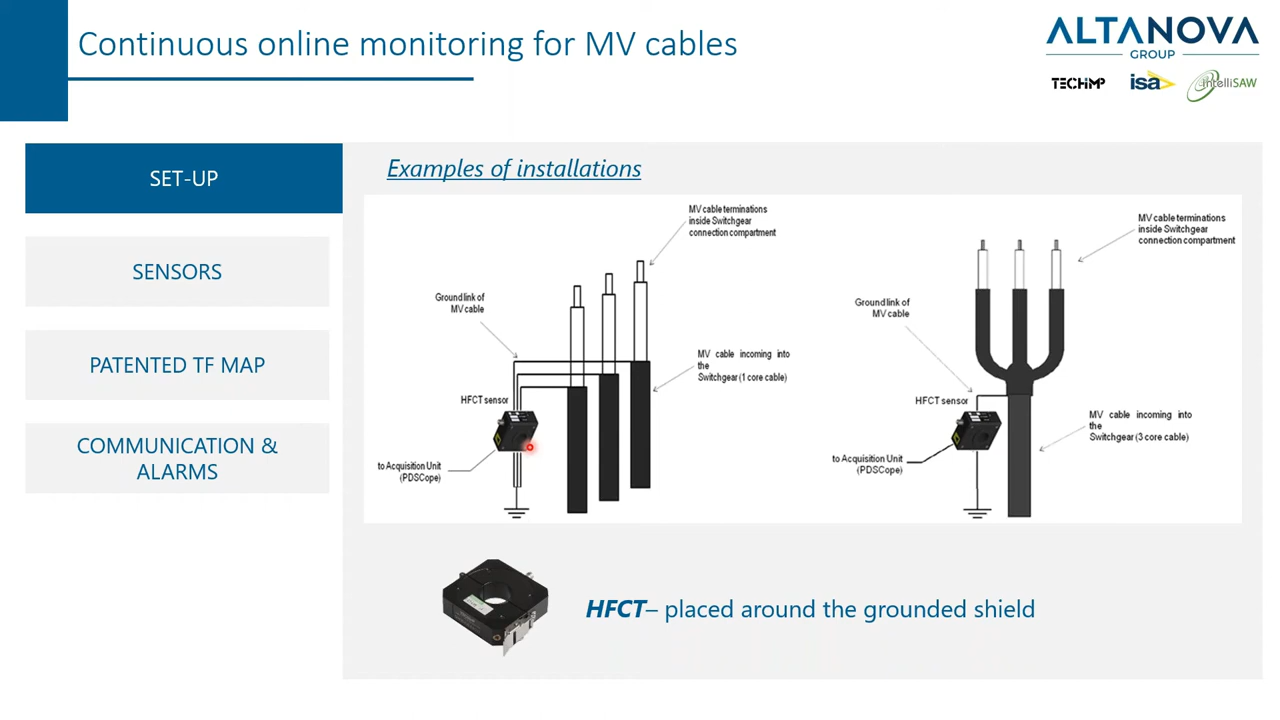 Continuous online monitoring for MV cables
ALTANOVA
GROUP
TECHIMP
isa
intelliSAW
SET-UP
SENSORS
PATENTED TF MAP
COMMUNICATION &
ALARMS
Examples of installations
MV cable terminations
inside Switchgear
connection compartment
Ground link of
MV cable
MV cable incoming into
the
Switchgear (1 core cable)
HFCT sensor
to Acquisition Unit
(PDSCope)
MV cable terminations
inside Switchgear
connection compartment
Ground link of
MV cable
HFCT sensor
MV cable incoming into
the
Switchgear (3 core cable)
to Acquisition Unit
(PDSCope)
HFCT– placed around the grounded shield